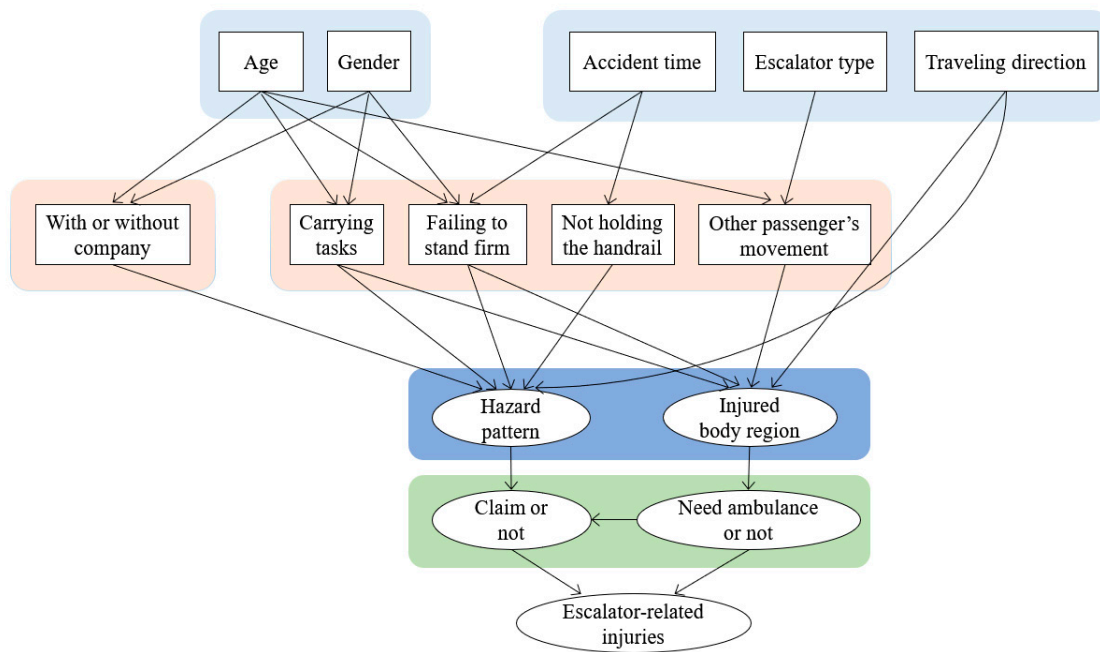 Age
Gender
Accident time
Escalator type
Traveling direction
With or without
company
Carrying
tasks
Failing to
stand firm
Not holding
the handrail
Other passenger's
movement
Hazard
pattern
Injured
body region
Claim or
not
Need ambulance
or not
Escalator-related
injuries